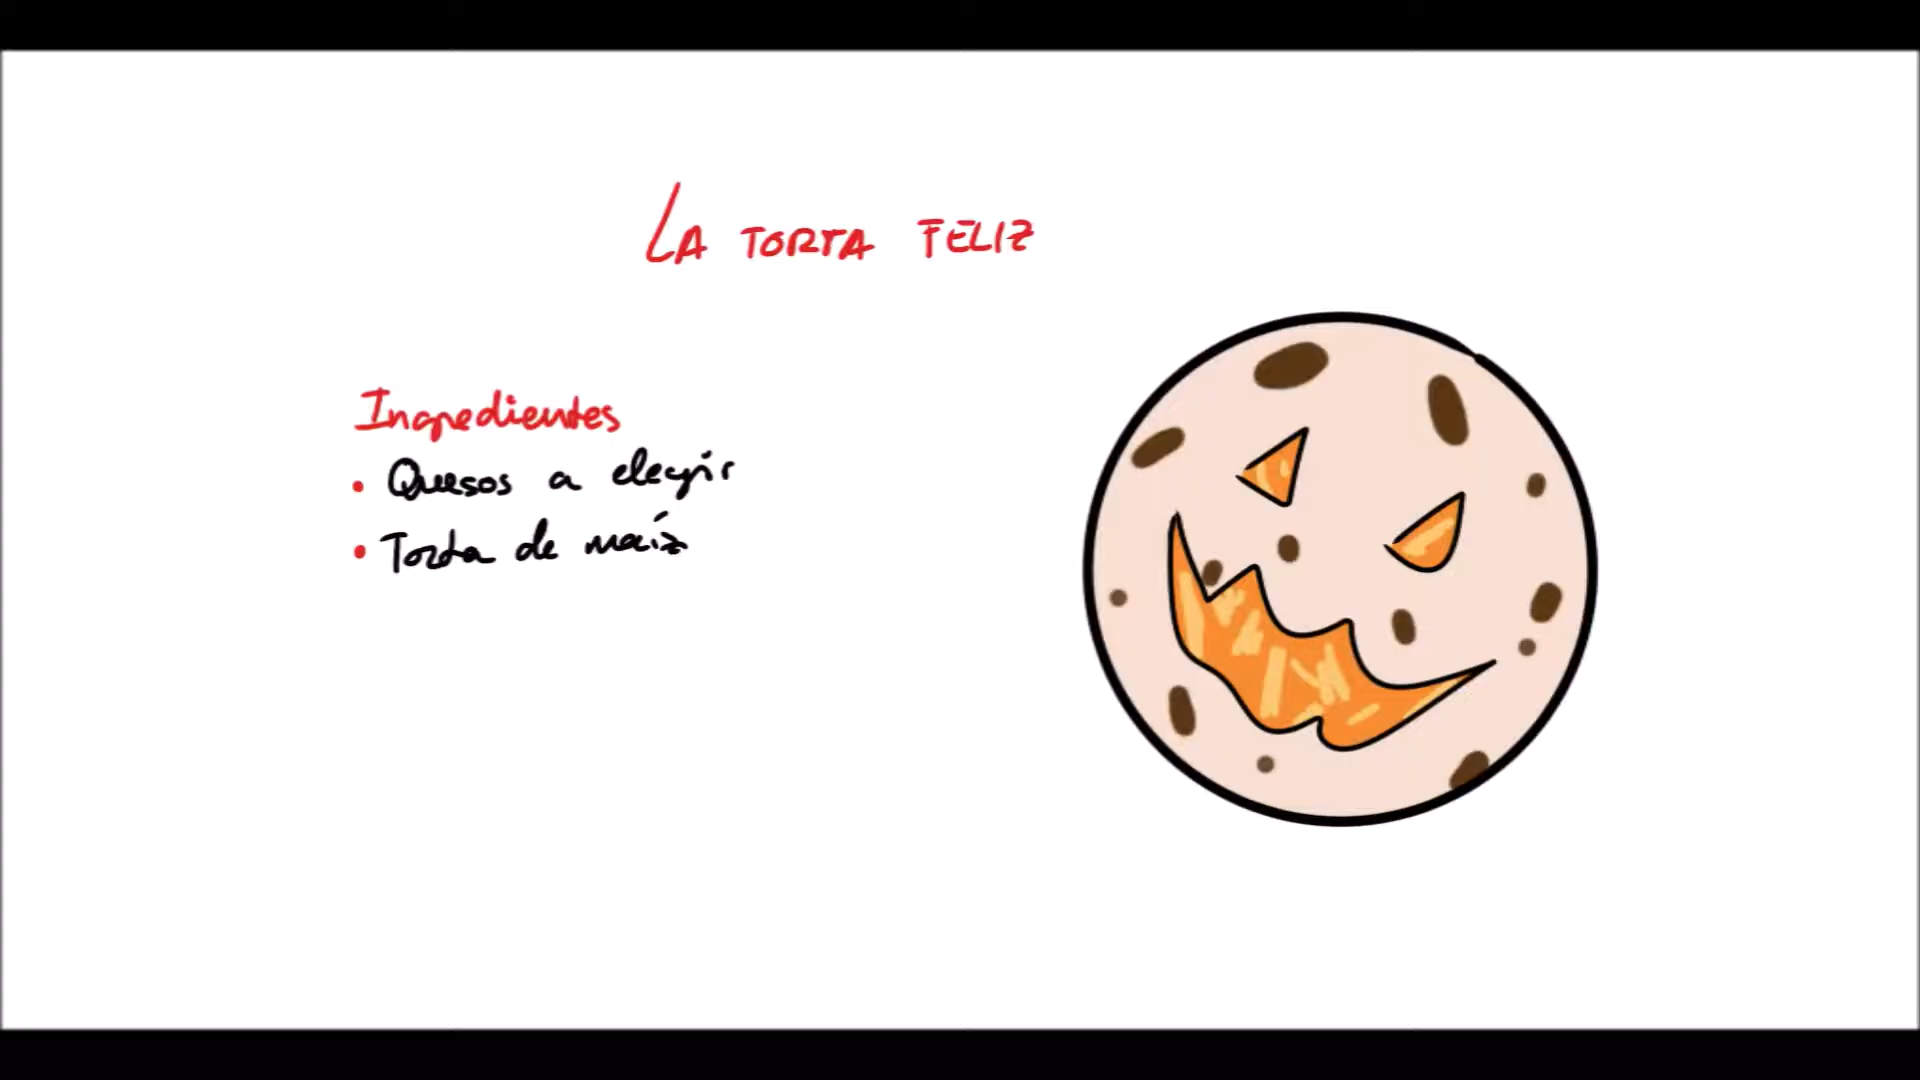 LA TORTA FELIZ
Ingredientes
• Quesos a elegir
• Torta de maíz